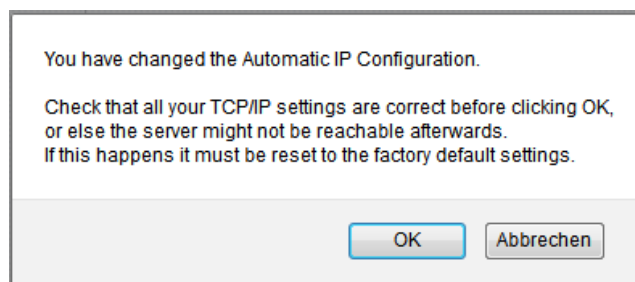 You have changed the Automatic IP Configuration.
Check that all your TCP/IP settings are correct before clicking OK,
or else the server might not be reachable afterwards.
If this happens it must be reset to the factory default settings.
OK
Abbrechen